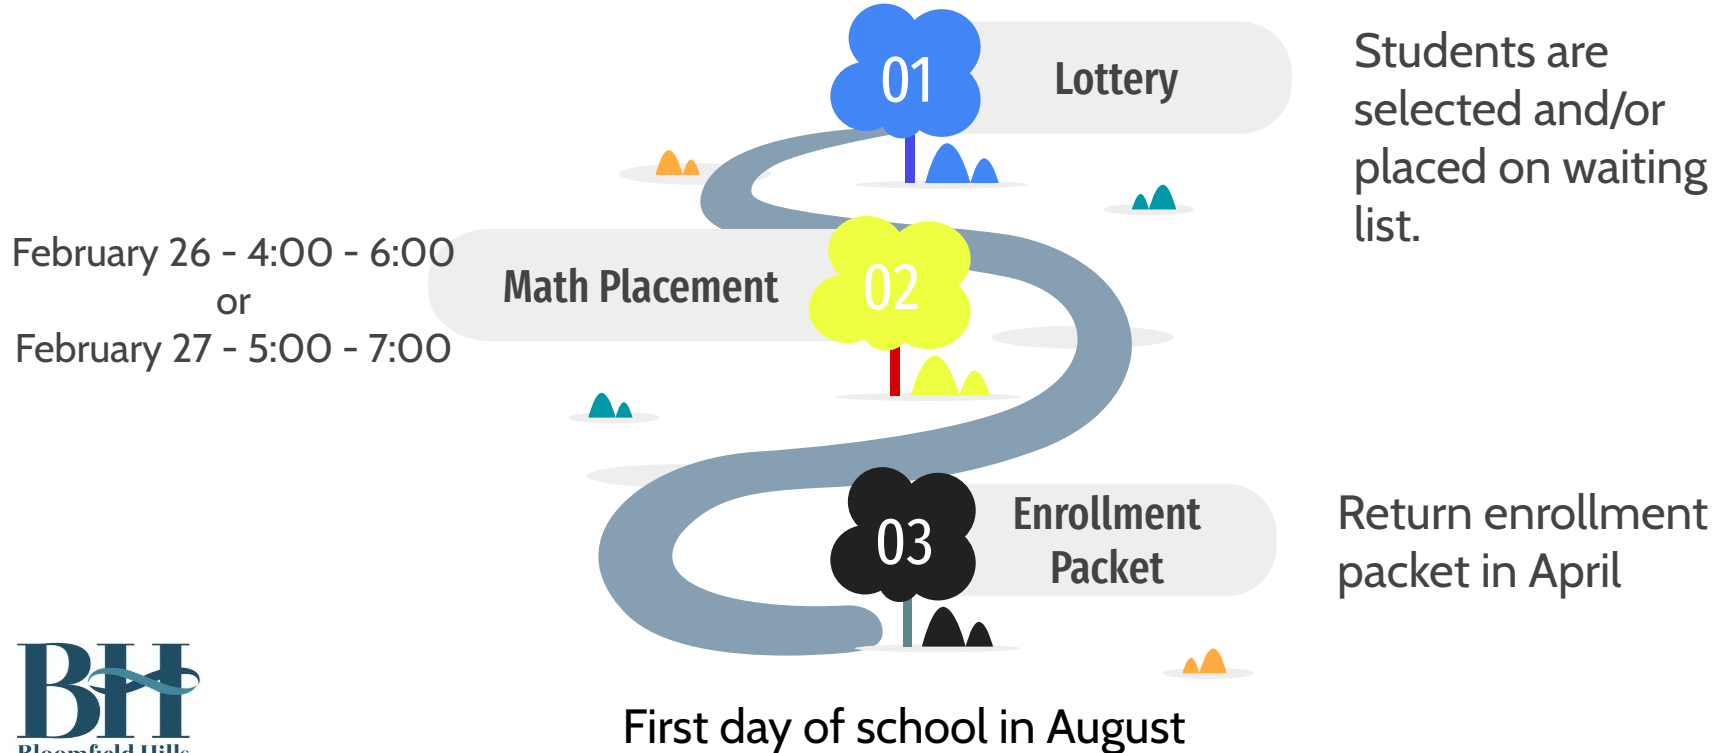 01
Lottery
Students are
selected and/or
placed on waiting
list.
February 26 - 4:00 - 6:00
or
February 27 - 5:00 - 7:00
Math Placement
02
03
Enrollment
Packet
Return enrollment
packet in April
First day of school in August
BH
Bloomfield Hills